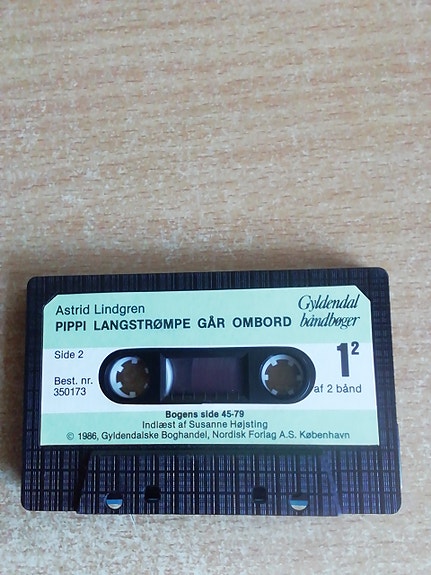 Astrid Lindgren
Gyldendal
PIPPI LANGSTRØMPE GÅR OMBORD
båndbøger
Side 2
1²
Best. nr.
350173
af 2 bånd
Bogens side 45-79
Indlæst af Susanne Højsting
© 1986, Gyldendalske Boghandel, Nordisk Forlag A.S. København